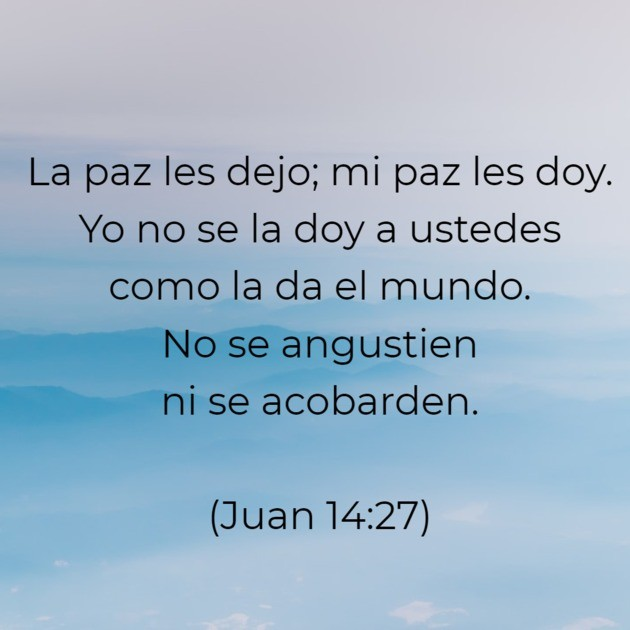 La paz les dejo; mi paz les doy.
Yo no se la doy a ustedes
como la da el mundo.
No se angustien
ni se acobarden.
(Juan 14:27)